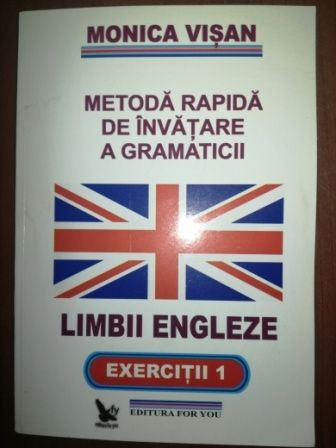 MONICA VIȘAN
METODĂ RAPIDĂ
DE ÎNVĂȚARE
A GRAMATICII
LIMBII ENGLEZE
EXERCIȚII 1
EDITURA FOR YOU